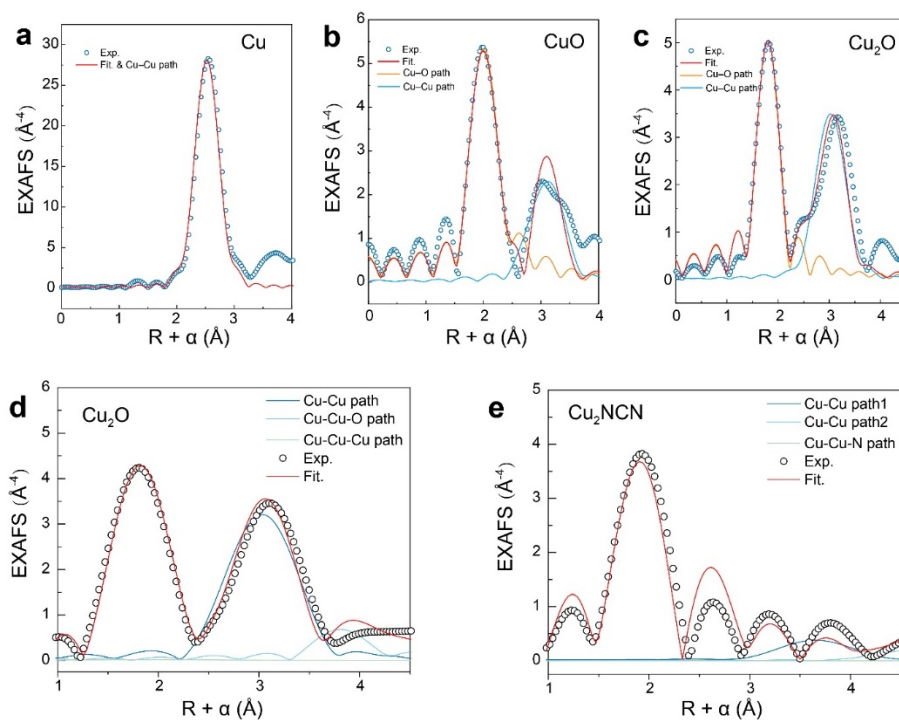 a
Cu
Exp.
Fit. & Cu–Cu path
EXAFS (Å⁻⁴)
30
25
20
15
10
5
0
0 1 2 3 4
R + α (Å)
b
CuO
Exp.
Fit.
Cu–O path
Cu–Cu path
EXAFS (Å⁻⁴)
6
5
4
3
2
1
0
0 1 2 3 4
R + α (Å)
c
Cu₂O
Exp.
Fit.
Cu–O path
Cu–Cu path
EXAFS (Å⁻⁴)
5
4
3
2
1
0
0 1 2 3 4
R + α (Å)
d
Cu₂O
Cu-Cu path
Cu-Cu-O path
Cu-Cu-Cu path
Exp.
Fit.
EXAFS (Å⁻⁴)
6
5
4
3
2
1
0
1 2 3 4
R + α (Å)
e
Cu₂NCN
Cu-Cu path1
Cu-Cu path2
Cu-Cu-N path
Exp.
Fit.
EXAFS (Å⁻⁴)
5
4
3
2
1
0
1 2 3 4
R + α (Å)